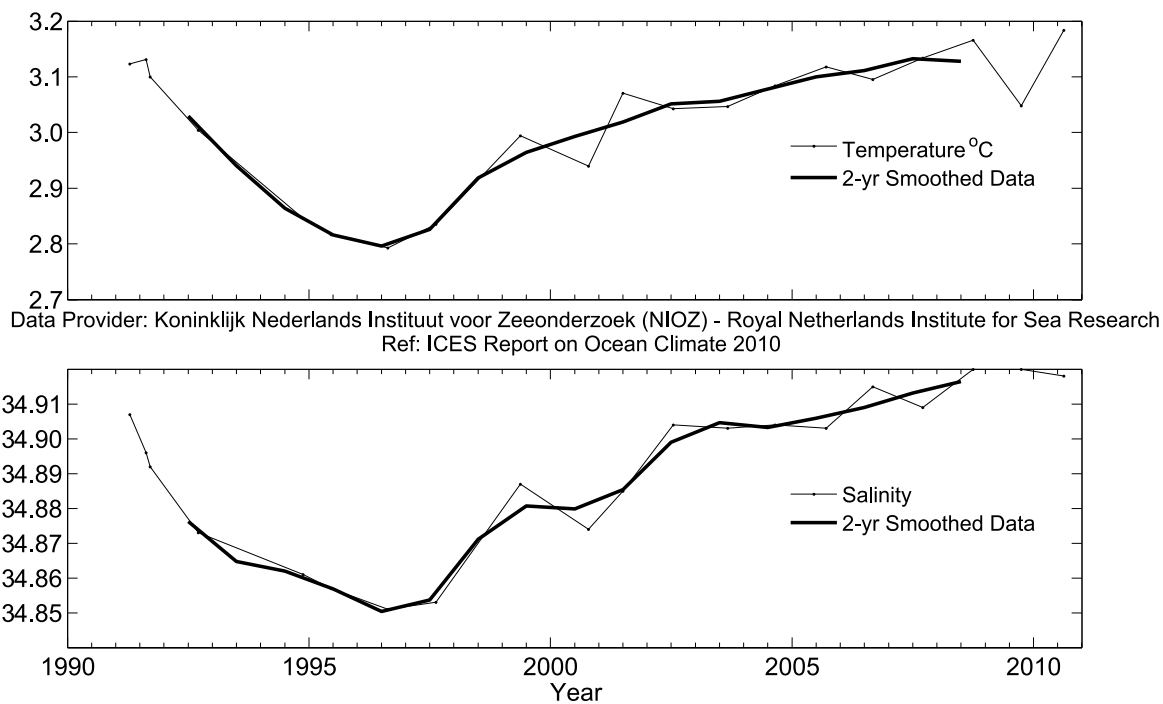 3.2
3.1
3.0
2.9
2.8
2.7
Temperature °C
2-yr Smoothed Data
Data Provider: Koninklijk Nederlands Instituut voor Zeeonderzoek (NIOZ) - Royal Netherlands Institute for Sea Research
Ref: ICES Report on Ocean Climate 2010
34.91
34.90
34.89
34.88
34.87
34.86
34.85
Salinity
2-yr Smoothed Data
1990 1995 2000 2005 2010
Year